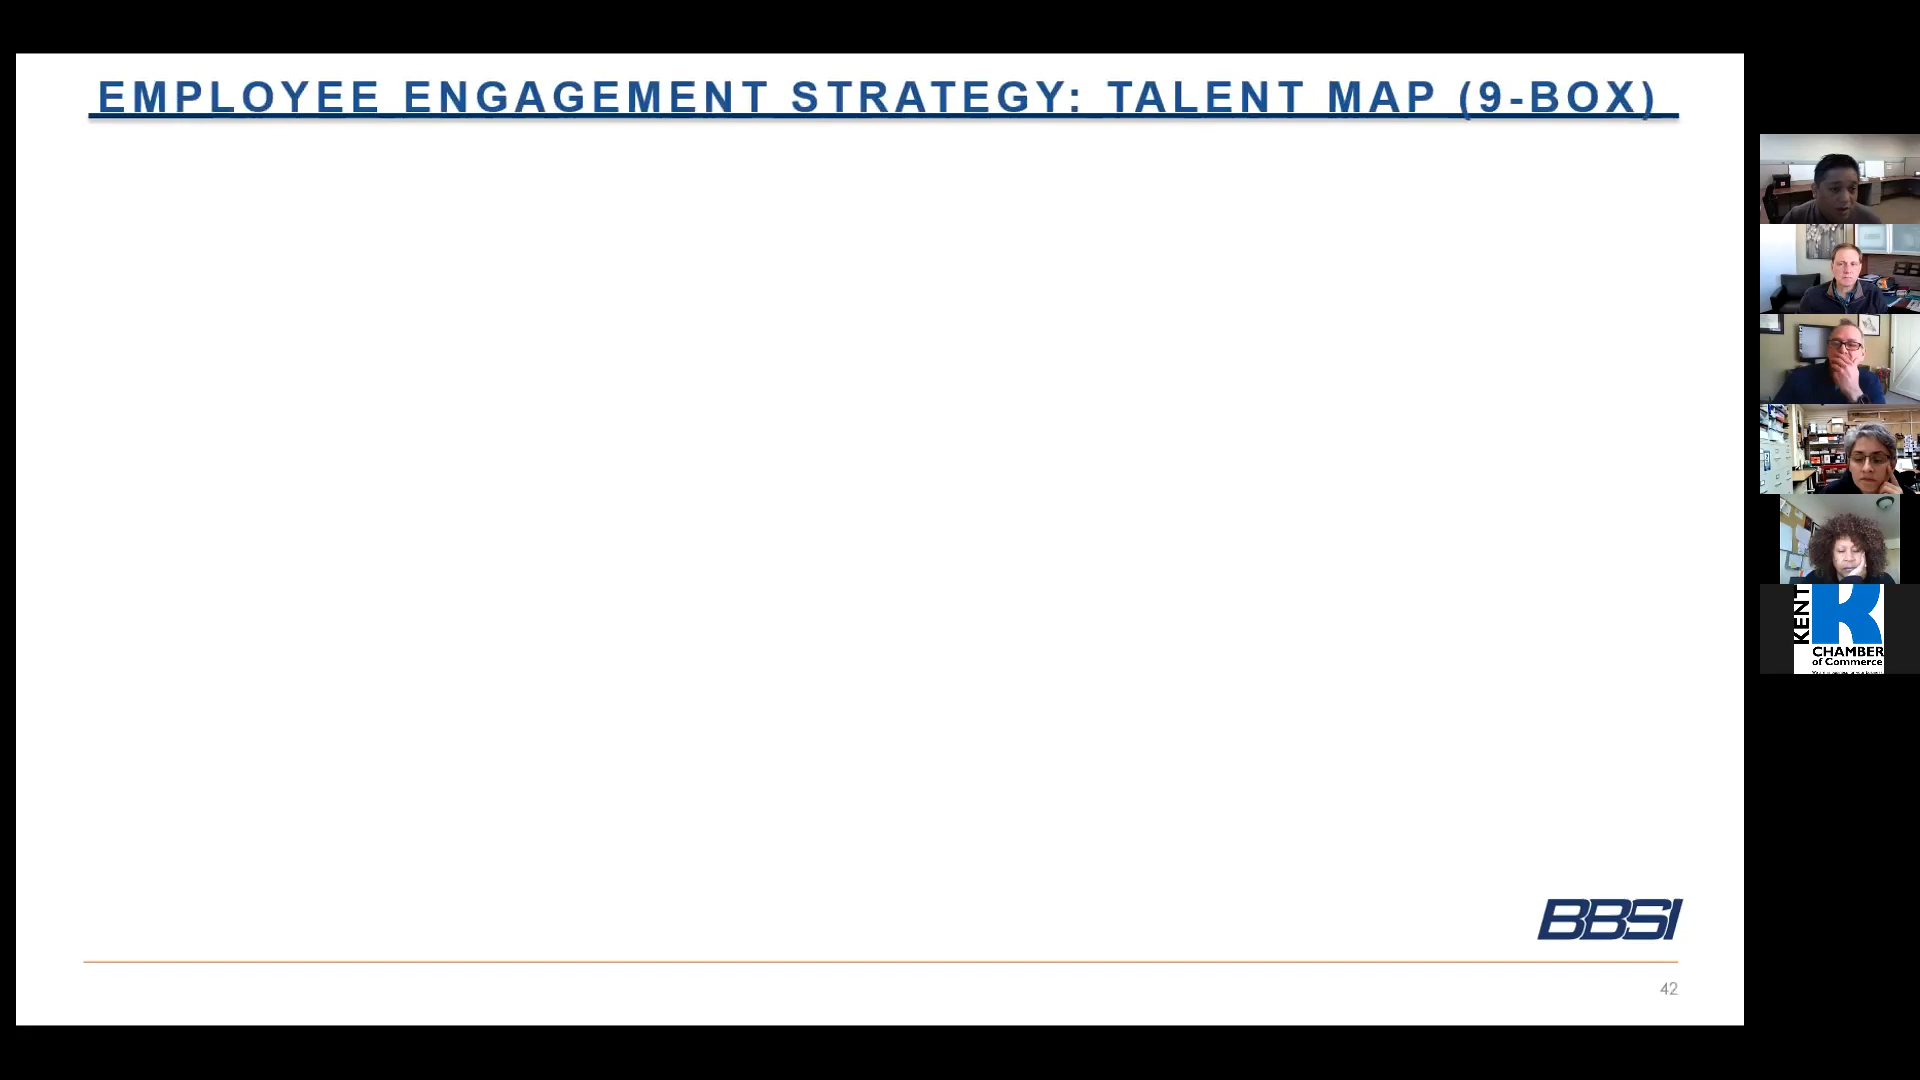 EMPLOYEE ENGAGEMENT STRATEGY: TALENT MAP (9-BOX)
KENT
K
CHAMBER
of Commerce
BBSI
42